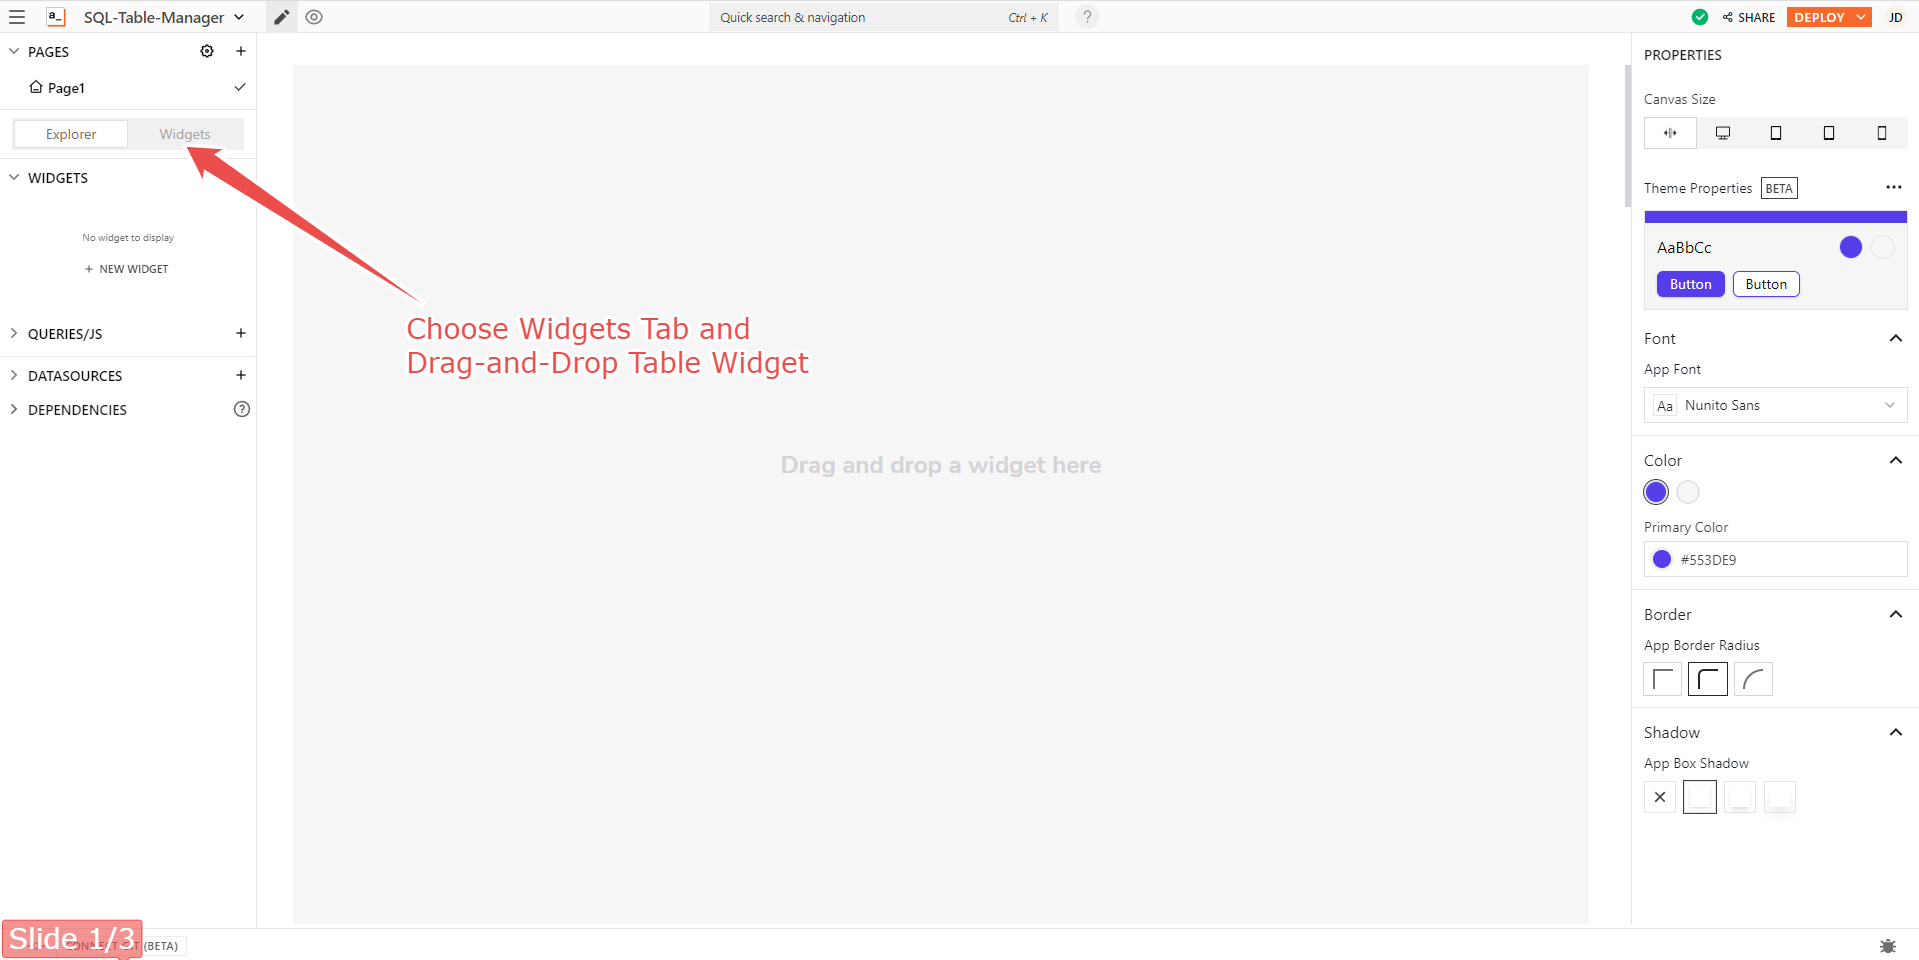 a_ SQL-Table-Manager
Quick search & navigation Ctrl + K ?
SHARE DEPLOY JD
PAGES
Page1
Explorer Widgets
WIDGETS
No widget to display
+ NEW WIDGET
QUERIES/JS
DATASOURCES
DEPENDENCIES ?
Choose Widgets Tab and
Drag-and-Drop Table Widget
Drag and drop a widget here
PROPERTIES
Canvas Size
Theme Properties BETA
AaBbCc
Button Button
Font
App Font
Aa Nunito Sans
Color
Primary Color
#553DE9
Border
App Border Radius
Shadow
App Box Shadow
Slide 1/3
(BETA)